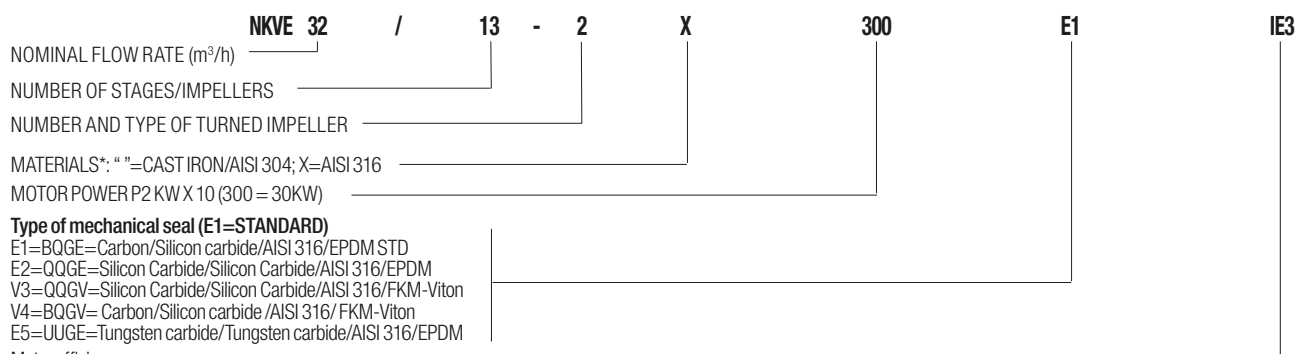 NKVE 32 / 13 - 2 X 300 E1 IE3
NOMINAL FLOW RATE (m³/h)
NUMBER OF STAGES/IMPELLERS
NUMBER AND TYPE OF TURNED IMPELLER
MATERIALS*: “ ”=CAST IRON/AISI 304; X=AISI 316
MOTOR POWER P2 KW X 10 (300 = 30KW)
Type of mechanical seal (E1=STANDARD)
E1=BQGE=Carbon/Silicon carbide/AISI 316/EPDM STD
E2=QQGE=Silicon Carbide/Silicon Carbide/AISI 316/EPDM
V3=QQGV=Silicon Carbide/Silicon Carbide/AISI 316/FKM-Viton
V4=BQGV= Carbon/Silicon carbide /AISI 316/ FKM-Viton
E5=UUGE=Tungsten carbide/Tungsten carbide/AISI 316/EPDM